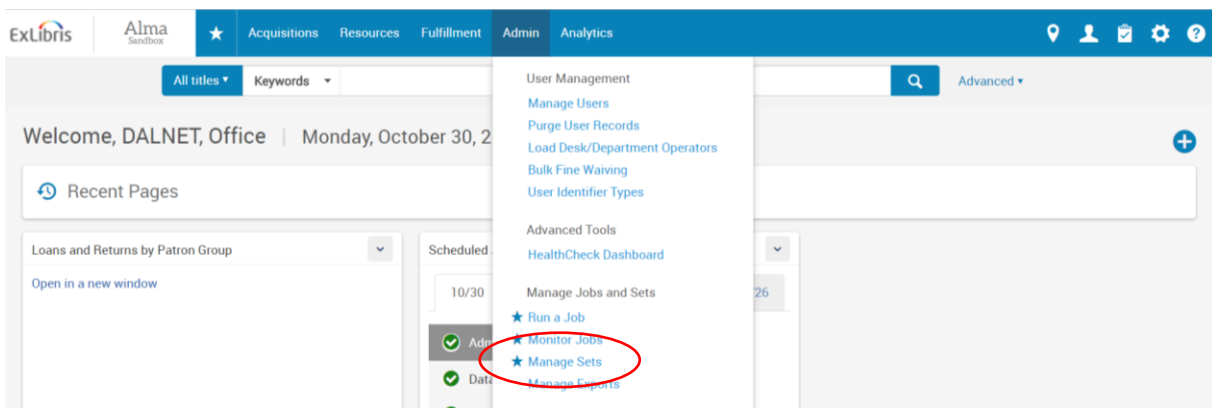 ExLibris
Alma
Sandbox
Acquisitions Resources Fulfillment Admin Analytics
All titles Keywords Advanced
Welcome, DALNET, Office | Monday, October 30, 2
Recent Pages
Loans and Returns by Patron Group
Open in a new window
Scheduled
10/30
/26
Adm
Data
User Management
Manage Users
Purge User Records
Load Desk/Department Operators
Bulk Fine Waiving
User Identifier Types
Advanced Tools
HealthCheck Dashboard
Manage Jobs and Sets
Run a Job
Monitor Jobs
Manage Sets
Manage Exports